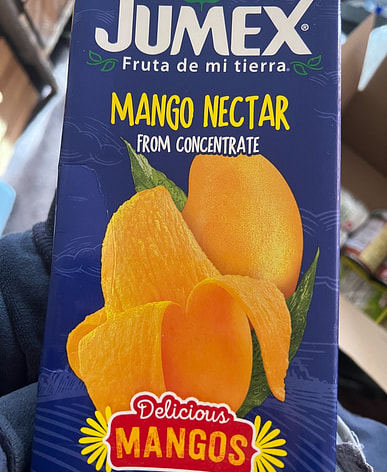 JUMEX®
Fruta de mi tierra®
MANGO NECTAR
FROM CONCENTRATE
Delicious
MANGOS